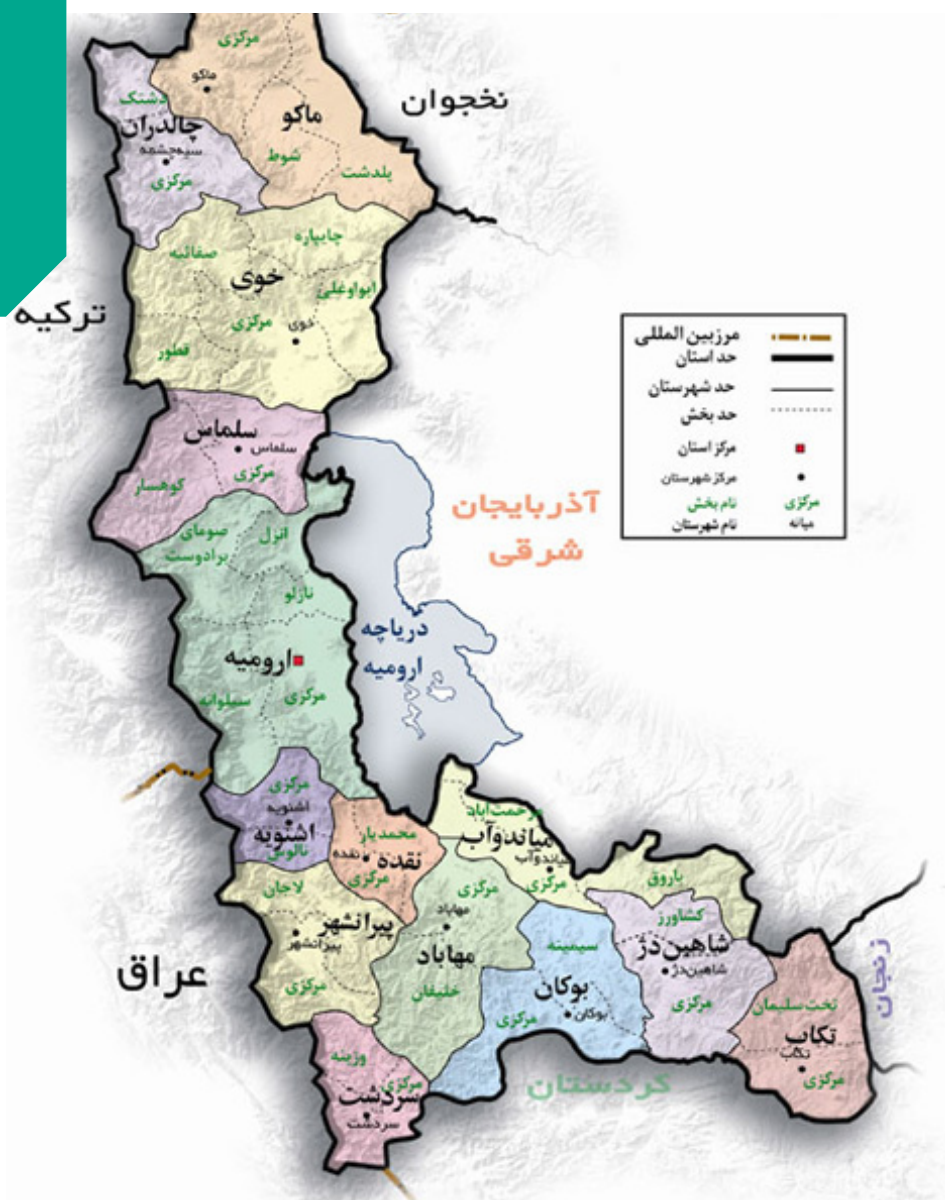 مرکزی
ماکو
نخجوان
دشتک
ماکو
چالدران
سیه‌چشمه
شوط
پلدشت
مرکزی
چایپاره
صفائیه
خوی
ابواوغلی
ترکیه
مرکزی
خوی
قطور
مرزبین المللی
حد استان
حد شهرستان
حد بخش
مرکز استان
مرکز شهرستان
نام بخش
مرکزی
نام شهرستان
میانه
سلماس
سلماس
مرکزی
کوهسار
آذربایجان
شرقی
صومای
برادوست
انزل
نازلو
دریاچه
ارومیه
ارومیه
سیلوانه
مرکزی
مرکزی
اشنویه
اشنویه
نالوس
محمدیار
نقده
نقده
مرکزی
مرحمت‌آباد
میاندوآب
میاندوآب
مرکزی
باروق
لاجان
پیرانشهر
پیرانشهر
مرکزی
مرکزی
مهاباد
مهاباد
خلیفان
سیمینه
بوکان
بوکان
مرکزی
کشاورز
شاهین‌دژ
شاهین‌دژ
مرکزی
زنجان
تخت سلیمان
تکاب
تکاب
مرکزی
عراق
وزینه
مرکزی
سردشت
سردشت
کردستان